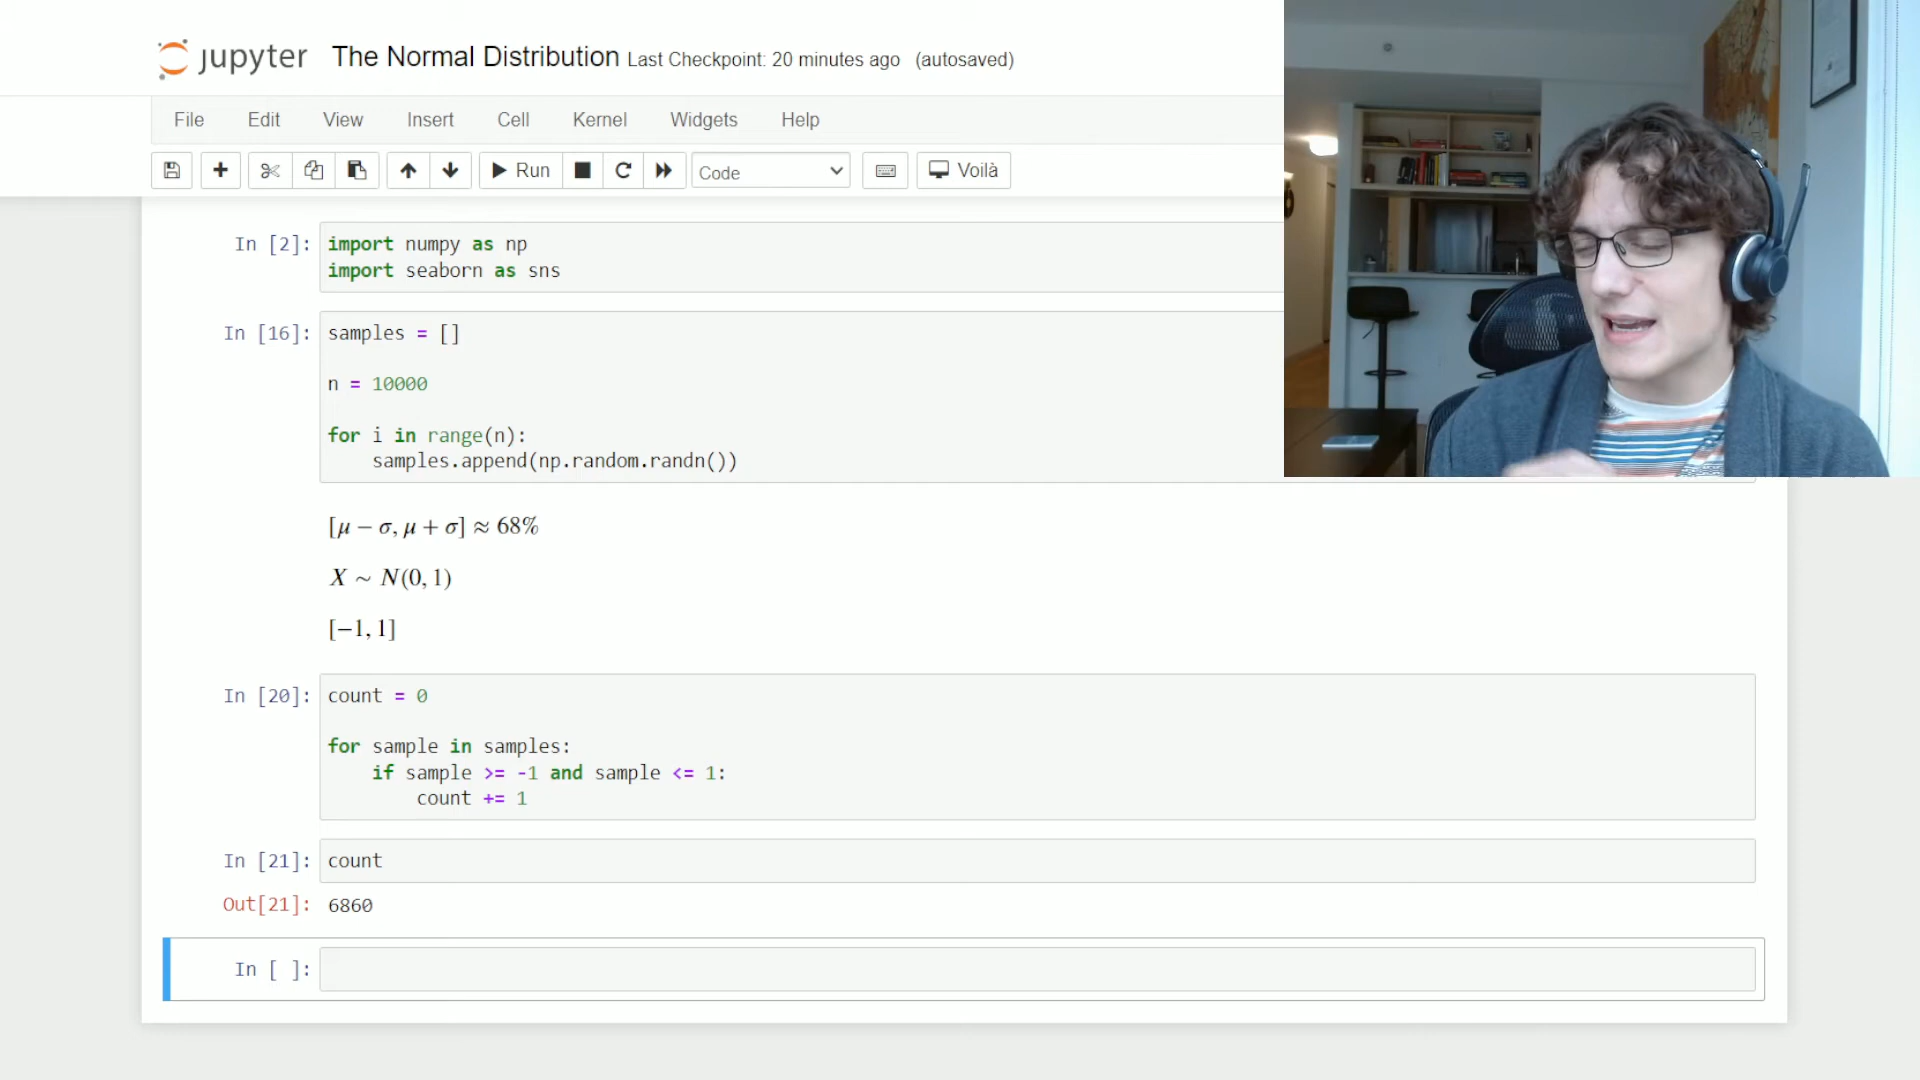 jupyter The Normal Distribution Last Checkpoint: 20 minutes ago (autosaved)
File Edit View Insert Cell Kernel Widgets Help
Run Code Voilà
In [2]: import numpy as np
import seaborn as sns
In [16]: samples = []
n = 10000
for i in range(n):
samples.append(np.random.randn())
[μ − σ, μ + σ] ≈ 68%
X ∼ N(0, 1)
[−1, 1]
In [20]: count = 0
for sample in samples:
if sample >= -1 and sample <= 1:
count += 1
In [21]: count
Out[21]: 6860
In [ ]: